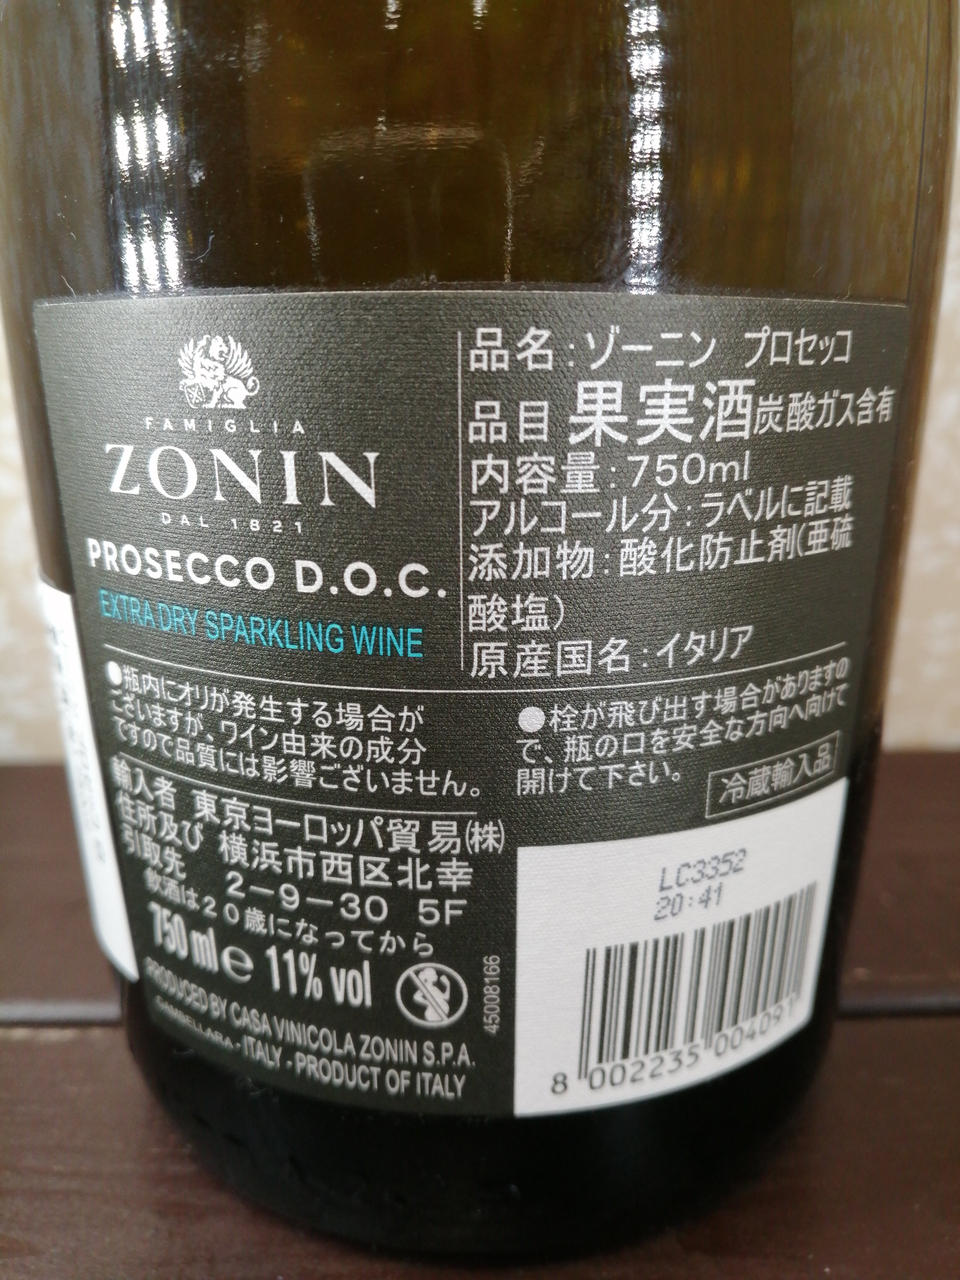 FAMIGLIA
ZONIN
DAL 1821
PROSECCO D.O.C.
EXTRA DRY SPARKLING WINE
品名:ゾーニン プロセッコ
品目 果実酒炭酸ガス含有
内容量:750ml
アルコール分:ラベルに記載
添加物:酸化防止剤(亜硫
酸塩)
原産国名:イタリア
●瓶内にオリが発生する場合が
ございますが、ワイン由来の成分
ですので品質には影響ございません。
●栓が飛び出す場合がありますの
で、瓶の口を安全な方向へ向けて
開けて下さい。
冷蔵輸入品
輸入者 東京ヨーロッパ貿易(株)
住所及び 横浜市西区北幸
引取先 2-9-30 5F
飲酒は20歳になってから
750 ml e 11% vol
PRODUCED BY CASA VINICOLA ZONIN S.P.A.
GAMBELLARA - ITALY - PRODUCT OF ITALY
45008166
LC3352
20:41
8 002235 004091